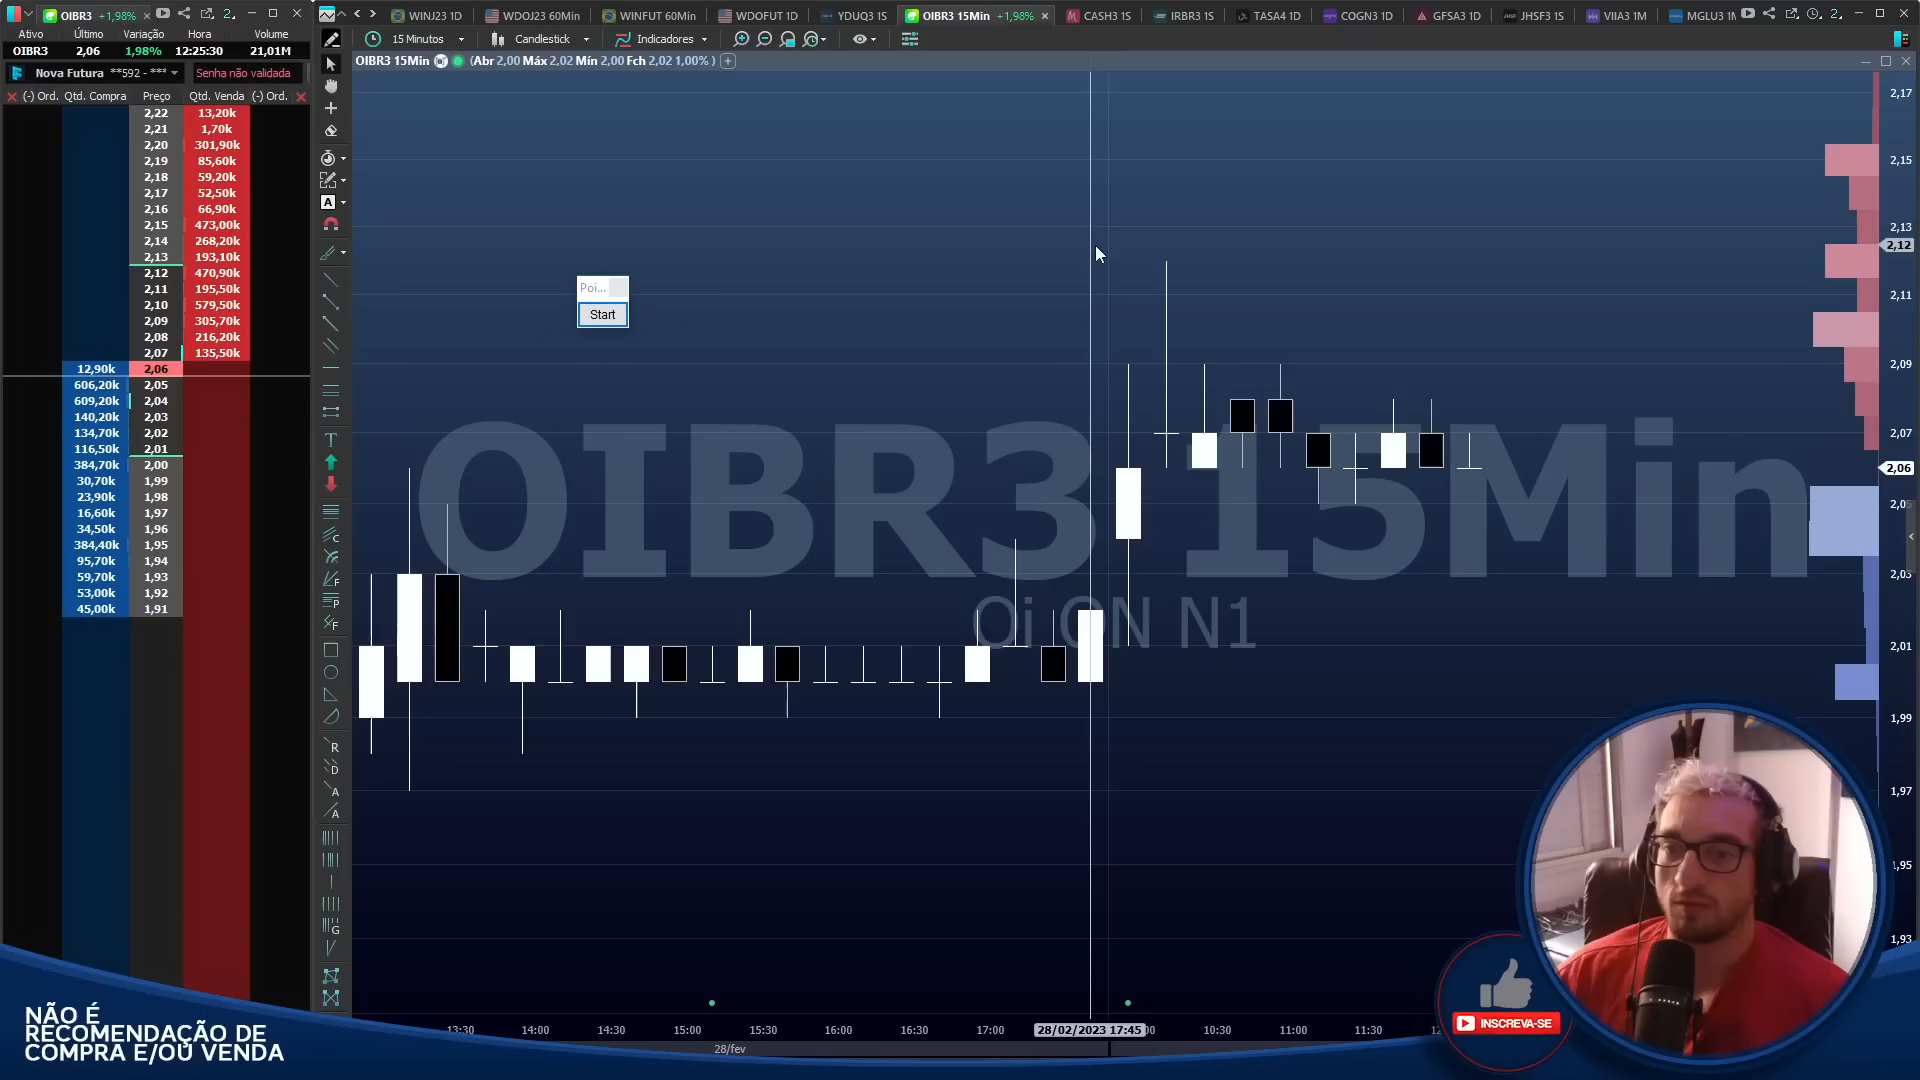 OIBR3 +1,98%
2.
WINJ23 1D
WDOJ23 60Min
WINFUT 60Min
WDOFUT 1D
YDUQ3 1S
OIBR3 15Min +1,98%
CASH3 1S
IRBR3 1S
TASA4 1D
COGN3 1D
GFSA3 1D
JHSF3 1S
VIIA3 1M
MGLU3 1M
2.
Ativo Último Variação Hora Volume
OIBR3 2,06 1,98% 12:25:30 21,01M
15 Minutos
Candlestick
Indicadores
OIBR3 15Min (Abr 2,00 Máx 2,02 Mín 2,00 Fch 2,02 1,00% )
Nova Futura **592 - *** Senha não validada
(-) Ord. Qtd. Compra Preço Qtd. Venda (-) Ord.
2,22 13,20k
2,21 1,70k
2,20 301,90k
2,19 85,60k
2,18 59,20k
2,17 52,50k
2,16 66,90k
2,15 473,00k
2,14 268,20k
2,13 193,10k
2,12 470,90k
2,11 195,50k
2,10 579,50k
2,09 305,70k
2,08 216,20k
2,07 135,50k
12,90k 2,06
606,20k 2,05
609,20k 2,04
140,20k 2,03
134,70k 2,02
116,50k 2,01
384,70k 2,00
30,70k 1,99
23,90k 1,98
16,60k 1,97
34,50k 1,96
384,40k 1,95
95,70k 1,94
59,70k 1,93
53,00k 1,92
45,00k 1,91
Poi...
Start
OIBR3 15Min
Oi ON N1
2,17
2,15
2,13
2,12
2,11
2,09
2,07
2,06
2,03
2,01
1,99
1,97
1,95
1,93
13:30 14:00 14:30 15:00 15:30 16:00 16:30 17:00 28/02/2023 17:45 10:30 11:00 11:30
28/fev
NÃO É
RECOMENDAÇÃO DE
COMPRA E/OU VENDA
INSCREVA-SE